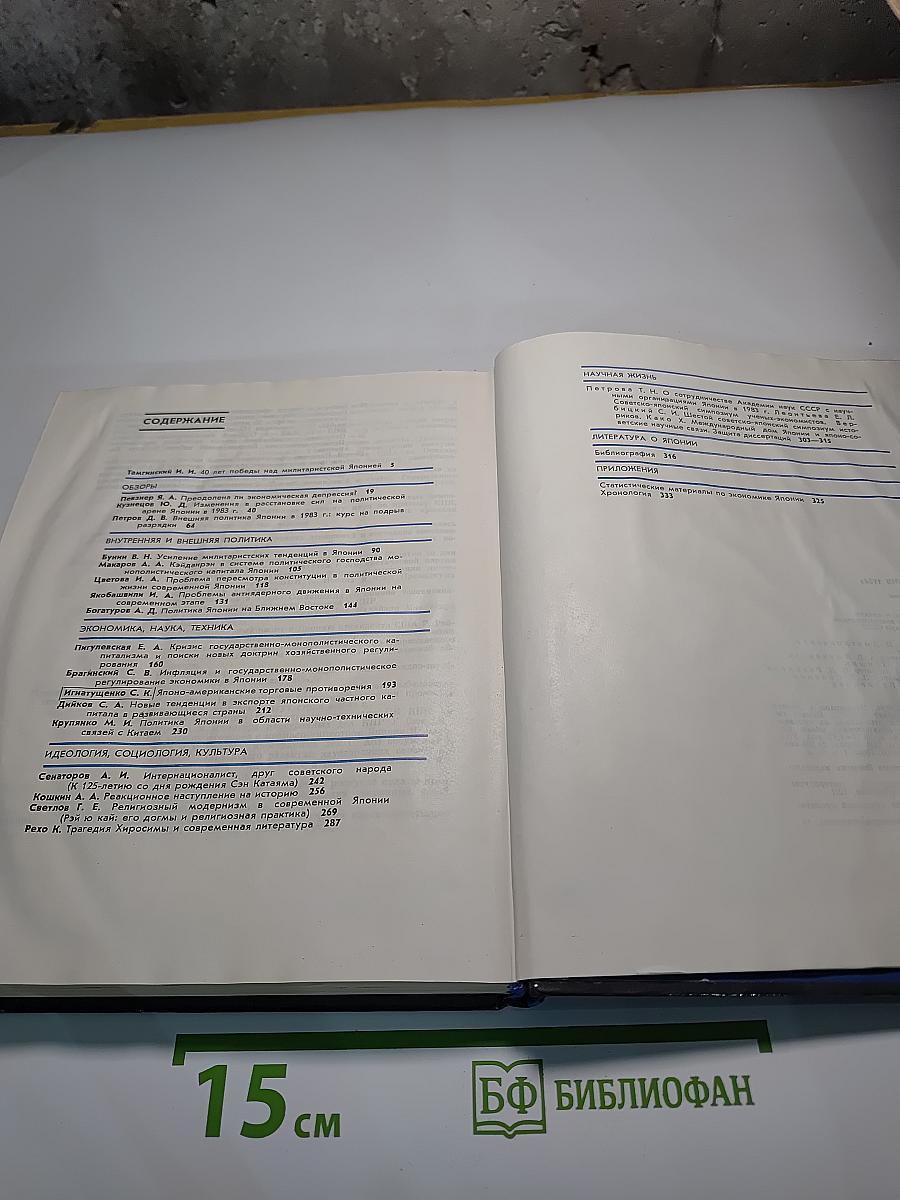 СОДЕРЖАНИЕ
Тамгинский И. И. 40 лет победы над милитаристской Японией 5
ОБЗОРЫ
Певзнер Я. А. Преодолена ли экономическая депрессия? 19
Кузнецов Ю. Д. Изменения в расстановке сил на политической
арене Японии в 1983 г. 40
Петров Д. В. Внешняя политика Японии в 1983 г.: курс на подрыв
разрядки 64
ВНУТРЕННЯЯ И ВНЕШНЯЯ ПОЛИТИКА
Бунин В. Н. Усиление милитаристских тенденций в Японии 90
Макаров А. А. Кэйданрэн в системе политического господства мо-
нополистического капитала Японии 105
Цветова И. А. Проблема пересмотра конституции в политической
жизни современной Японии 118
Якобашвили И. А. Проблемы антиядерного движения в Японии на
современном этапе 131
Богатуров А. Д. Политика Японии на Ближнем Востоке 144
ЭКОНОМИКА, НАУКА, ТЕХНИКА
Пигулевская Е. А. Кризис государственно-монополистического ка-
питализма и поиски новых доктрин хозяйственного регули-
рования 160
Брагинский С. В. Инфляция и государственно-монополистическое
регулирование экономики в Японии 178
Игнатущенко С. К. Японо-американские торговые противоречия 193
Дийков С. А. Новые тенденции в экспорте японского частного ка-
питала в развивающиеся страны 212
Крупянко М. И. Политика Японии в области научно-технических
связей с Китаем 230
ИДЕОЛОГИЯ, СОЦИОЛОГИЯ, КУЛЬТУРА
Сенаторов А. И. Интернационалист, друг советского народа
(К 125-летию со дня рождения Сэн Катаяма) 242
Кошкин А. А. Реакционное наступление на историю 256
Светлов Г. Е. Религиозный модернизм в современной Японии
(Рэй ю кай: его догмы и религиозная практика) 269
Рехо К. Трагедия Хиросимы и современная литература 287
НАУЧНАЯ ЖИЗНЬ
Петрова Т. Н. О сотрудничестве Академии наук СССР с науч-
ными организациями Японии в 1983 г. Леонтьева Е. Л.
Советско-японский симпозиум ученых-экономистов. Вер-
бицкий С. И. Шестой советско-японский симпозиум исто-
риков. Како Х. Международный дом Японии и японо-со-
ветские научные связи. Защита диссертаций 303—315
ЛИТЕРАТУРА О ЯПОНИИ
Библиография 316
ПРИЛОЖЕНИЯ
Статистические материалы по экономике Японии 325
Хронология 333
15 СМ
БФ БИБЛИОФАН